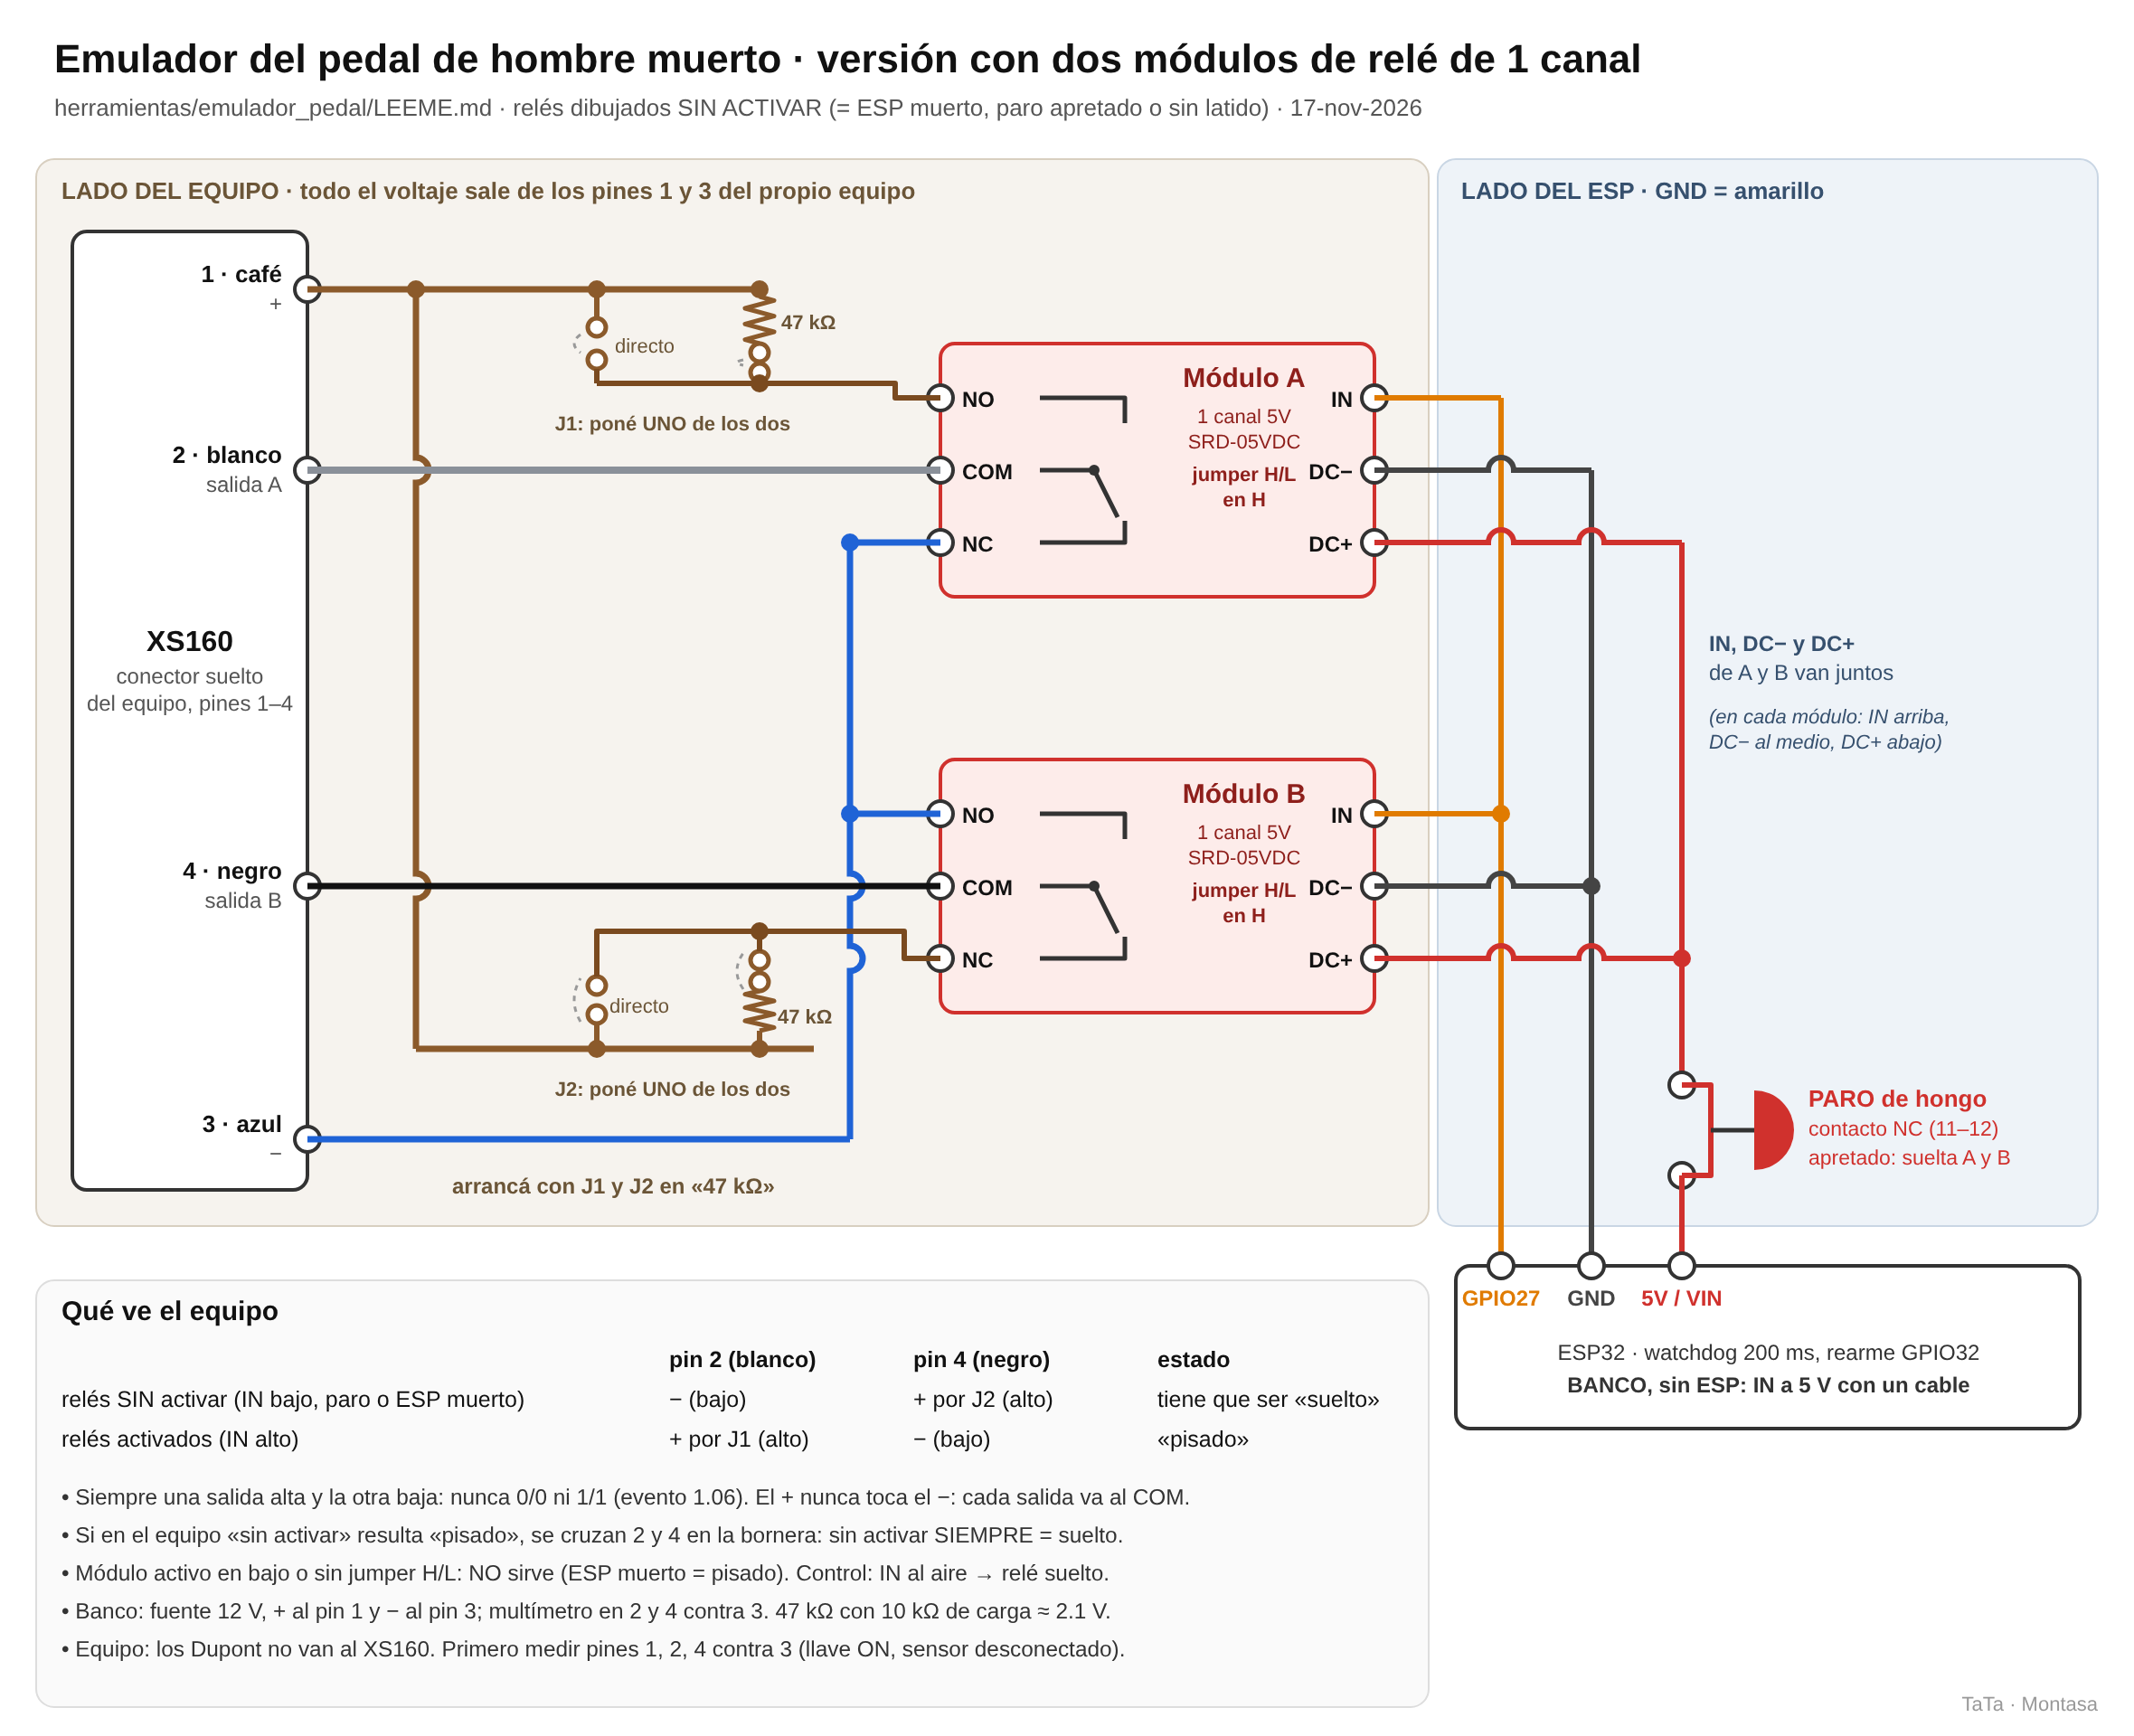 Emulador del pedal de hombre muerto · versión con dos módulos de relé de 1 canal
herramientas/emulador_pedal/LEEME.md · relés dibujados SIN ACTIVAR (= ESP muerto, paro apretado o sin latido) · 17-nov-2026
LADO DEL EQUIPO · todo el voltaje sale de los pines 1 y 3 del propio equipo
LADO DEL ESP · GND = amarillo
1 · café
+
47 kΩ
directo
J1: poné UNO de los dos
2 · blanco
salida A
Módulo A
1 canal 5V
SRD-05VDC
jumper H/L
en H
NO
COM
NC
IN
DC−
DC+
XS160
conector suelto
del equipo, pines 1–4
IN, DC− y DC+
de A y B van juntos
(en cada módulo: IN arriba,
DC− al medio, DC+ abajo)
Módulo B
1 canal 5V
SRD-05VDC
jumper H/L
en H
NO
COM
NC
IN
DC−
DC+
4 · negro
salida B
directo
47 kΩ
J2: poné UNO de los dos
3 · azul
−
arrancá con J1 y J2 en «47 kΩ»
PARO de hongo
contacto NC (11–12)
apretado: suelta A y B
GPIO27 GND 5V / VIN
ESP32 · watchdog 200 ms, rearme GPIO32
BANCO, sin ESP: IN a 5 V con un cable
Qué ve el equipo
pin 2 (blanco) pin 4 (negro) estado
relés SIN activar (IN bajo, paro o ESP muerto) − (bajo) + por J2 (alto) tiene que ser «suelto»
relés activados (IN alto) + por J1 (alto) − (bajo) «pisado»
• Siempre una salida alta y la otra baja: nunca 0/0 ni 1/1 (evento 1.06). El + nunca toca el −: cada salida va al COM.
• Si en el equipo «sin activar» resulta «pisado», se cruzan 2 y 4 en la bornera: sin activar SIEMPRE = suelto.
• Módulo activo en bajo o sin jumper H/L: NO sirve (ESP muerto = pisado). Control: IN al aire → relé suelto.
• Banco: fuente 12 V, + al pin 1 y − al pin 3; multímetro en 2 y 4 contra 3. 47 kΩ con 10 kΩ de carga ≈ 2.1 V.
• Equipo: los Dupont no van al XS160. Primero medir pines 1, 2, 4 contra 3 (llave ON, sensor desconectado).
TaTa · Montasa